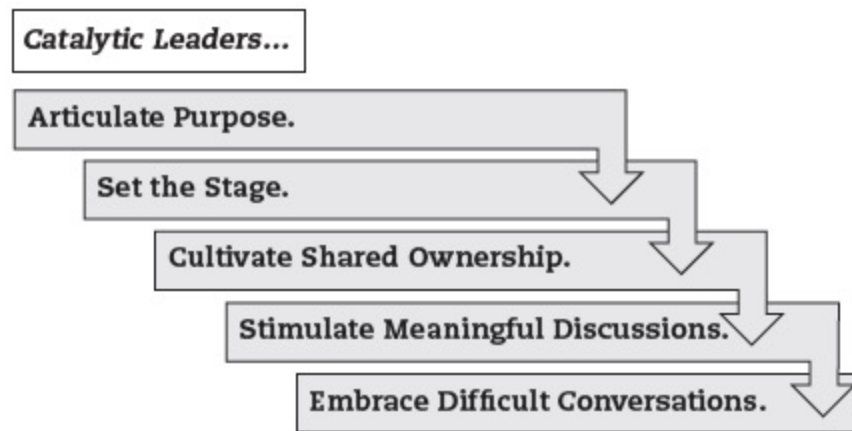 Catalytic Leaders...
Articulate Purpose.
Set the Stage.
Cultivate Shared Ownership.
Stimulate Meaningful Discussions.
Embrace Difficult Conversations.